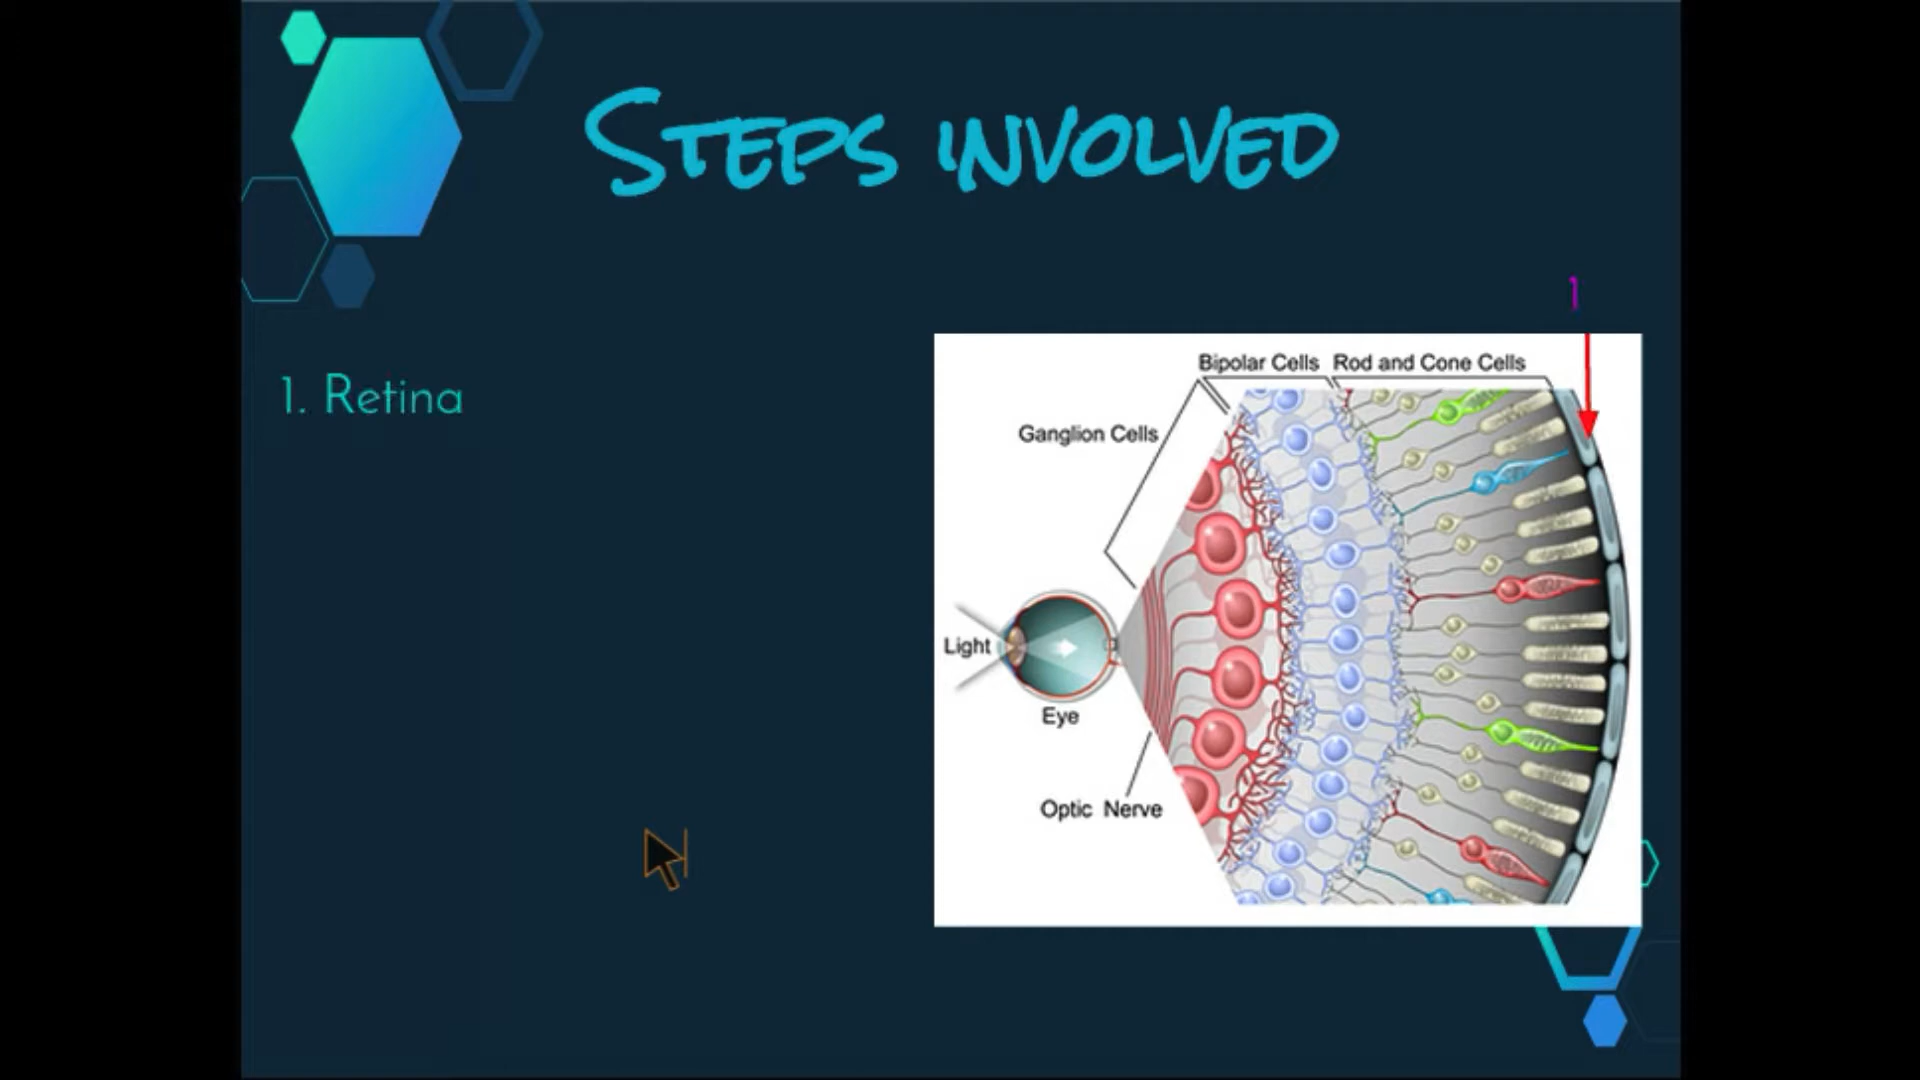 Steps involved
1
1. Retina
Bipolar Cells
Rod and Cone Cells
Ganglion Cells
Light
Eye
Optic Nerve